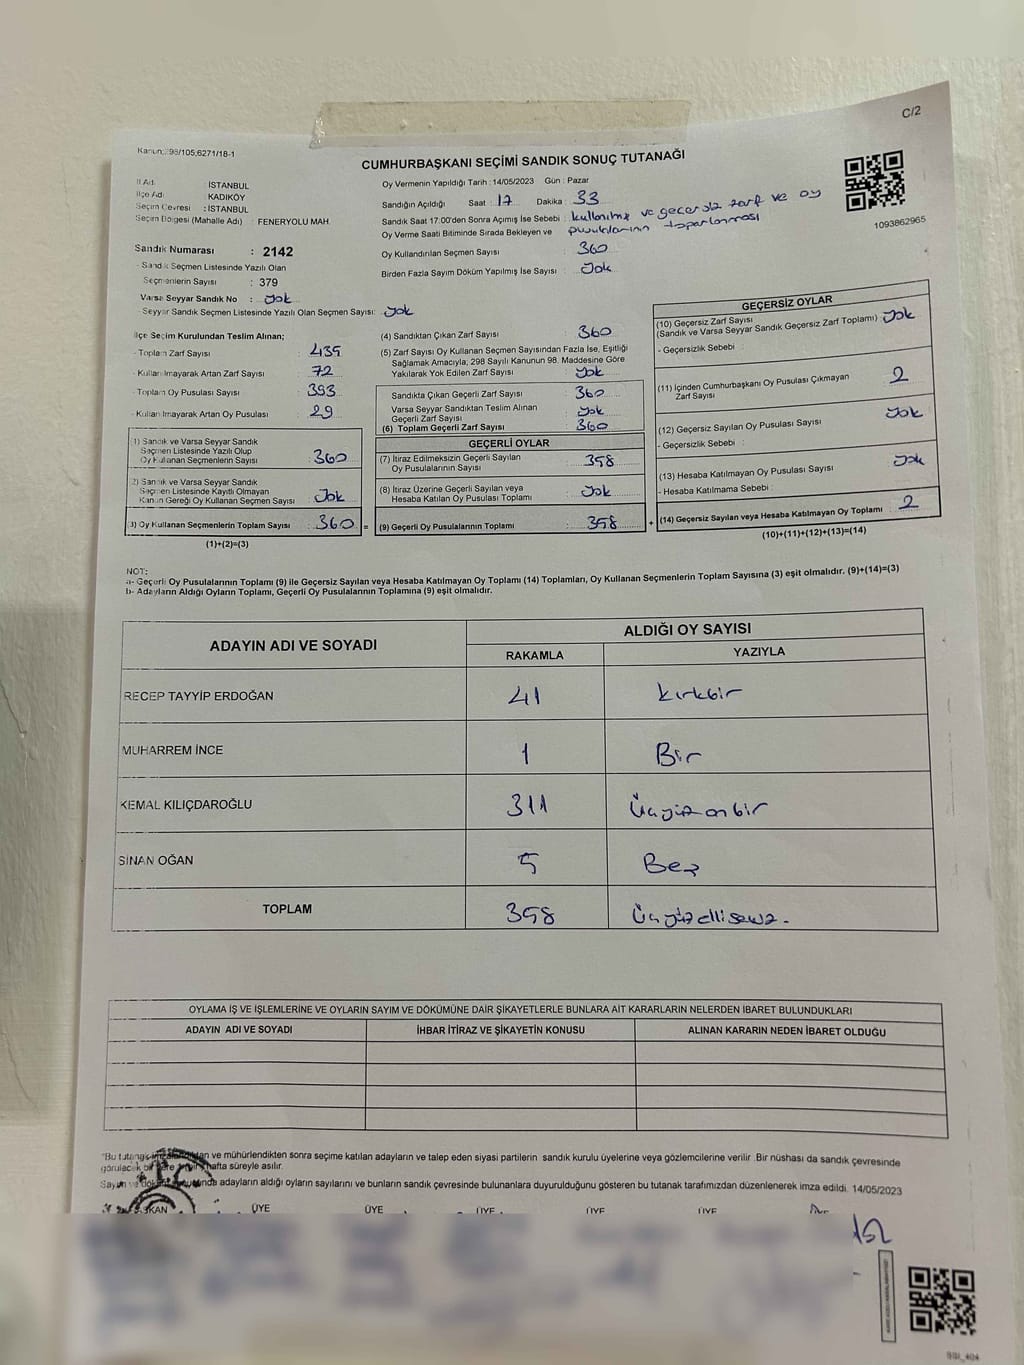 C/2
Kanun: 298/105,6271/18-1
CUMHURBAŞKANI SEÇİMİ SANDIK SONUÇ TUTANAĞI
İl Adı : İSTANBUL
İlçe Adı : KADIKÖY
Seçim Çevresi : İSTANBUL
Seçim Bölgesi (Mahalle Adı) : FENERYOLU MAH.
Sandık Numarası : 2142
- Sandık Seçmen Listesinde Yazılı Olan
Seçmenlerin Sayısı : 379
Varsa Seyyar Sandık No : Yok
- Seyyar Sandık Seçmen Listesinde Yazılı Olan Seçmen Sayısı: Yok
Oy Vermenin Yapıldığı Tarih : 14/05/2023 Gün : Pazar
Sandığın Açıldığı Saat : 17 Dakika : 33
Sandık Saat 17:00'den Sonra Açılmış İse Sebebi : kullanılmış ve geçersiz zarf ve oy
pusulalarının toparlanması
Oy Verme Saati Bitiminde Sırada Bekleyen ve
Oy Kullandırılan Seçmen Sayısı : 360
Birden Fazla Sayım Döküm Yapılmış İse Sayısı : Yok
1093862965
İlçe Seçim Kurulundan Teslim Alınan;
- Toplam Zarf Sayısı : 435
- Kullanılmayarak Artan Zarf Sayısı : 72
- Toplam Oy Pusulası Sayısı : 393
- Kullanılmayarak Artan Oy Pusulası : 29
1) Sandık ve Varsa Seyyar Sandık
Seçmen Listesinde Yazılı Olup
Oy Kullanan Seçmenlerin Sayısı : 360
2) Sandık ve Varsa Seyyar Sandık
Seçmen Listesinde Kayıtlı Olmayan
Kanun Gereği Oy Kullanan Seçmen Sayısı : Yok
3) Oy Kullanan Seçmenlerin Toplam Sayısı : 360 =
(1)+(2)=(3)
(4) Sandıktan Çıkan Zarf Sayısı : 360
(5) Zarf Sayısı Oy Kullanan Seçmen Sayısından Fazla İse, Eşitliği
Sağlamak Amacıyla, 298 Sayılı Kanunun 98. Maddesine Göre
Yakılarak Yok Edilen Zarf Sayısı : Yok
Sandıkta Çıkan Geçerli Zarf Sayısı : 360
Varsa Seyyar Sandıktan Teslim Alınan
Geçerli Zarf Sayısı : Yok
(6) Toplam Geçerli Zarf Sayısı : 360
GEÇERLİ OYLAR
(7) İtiraz Edilmeksizin Geçerli Sayılan
Oy Pusulalarının Sayısı : 358
(8) İtiraz Üzerine Geçerli Sayılan veya
Hesaba Katılan Oy Pusulası Toplamı : Yok
(9) Geçerli Oy Pusulalarının Toplamı : 358 +
GEÇERSİZ OYLAR
(10) Geçersiz Zarf Sayısı
(Sandık ve Varsa Seyyar Sandık Geçersiz Zarf Toplamı) : Yok
- Geçersizlik Sebebi :
(11) İçinden Cumhurbaşkanı Oy Pusulası Çıkmayan
Zarf Sayısı : 2
(12) Geçersiz Sayılan Oy Pusulası Sayısı : Yok
- Geçersizlik Sebebi :
(13) Hesaba Katılmayan Oy Pusulası Sayısı : Yok
- Hesaba Katılmama Sebebi :
(14) Geçersiz Sayılan veya Hesaba Katılmayan Oy Toplamı : 2
(10)+(11)+(12)+(13)=(14)
NOT:
a- Geçerli Oy Pusulalarının Toplamı (9) ile Geçersiz Sayılan veya Hesaba Katılmayan Oy Toplamı (14) Toplamları, Oy Kullanan Seçmenlerin Toplam Sayısına (3) eşit olmalıdır. (9)+(14)=(3)
b- Adayların Aldığı Oyların Toplamı, Geçerli Oy Pusulalarının Toplamına (9) eşit olmalıdır.
ADAYIN ADI VE SOYADI
ALDIĞI OY SAYISI
RAKAMLA YAZIYLA
RECEP TAYYİP ERDOĞAN 41 Kırkbir
MUHARREM İNCE 1 Bir
KEMAL KILIÇDAROĞLU 311 Üçyüzonbir
SİNAN OĞAN 5 Beş
TOPLAM 358 Üçyüzellisekiz.
OYLAMA İŞ VE İŞLEMLERİNE VE OYLARIN SAYIM VE DÖKÜMÜNE DAİR ŞİKAYETLERLE BUNLARA AİT KARARLARIN NELERDEN İBARET BULUNDUKLARI
ADAYIN ADI VE SOYADI İHBAR İTİRAZ VE ŞİKAYETİN KONUSU ALINAN KARARIN NEDEN İBARET OLDUĞU
"Bu tutanak imzalandıktan ve mühürlendikten sonra seçime katılan adayların ve talep eden siyasi partilerin sandık kurulu üyelerine veya gözlemcilerine verilir. Bir nüshası da sandık çevresinde
görülecek bir yere hafta süreyle asılır.
Sayım ve döküm adayların aldığı oyların sayılarını ve bunların sandık çevresinde bulunanlara duyurulduğunu gösteren bu tutanak tarafımızdan düzenlenerek imza edildi. 14/05/2023
BAŞKAN ÜYE ÜYE ÜYE ÜYE ÜYE
T.C.